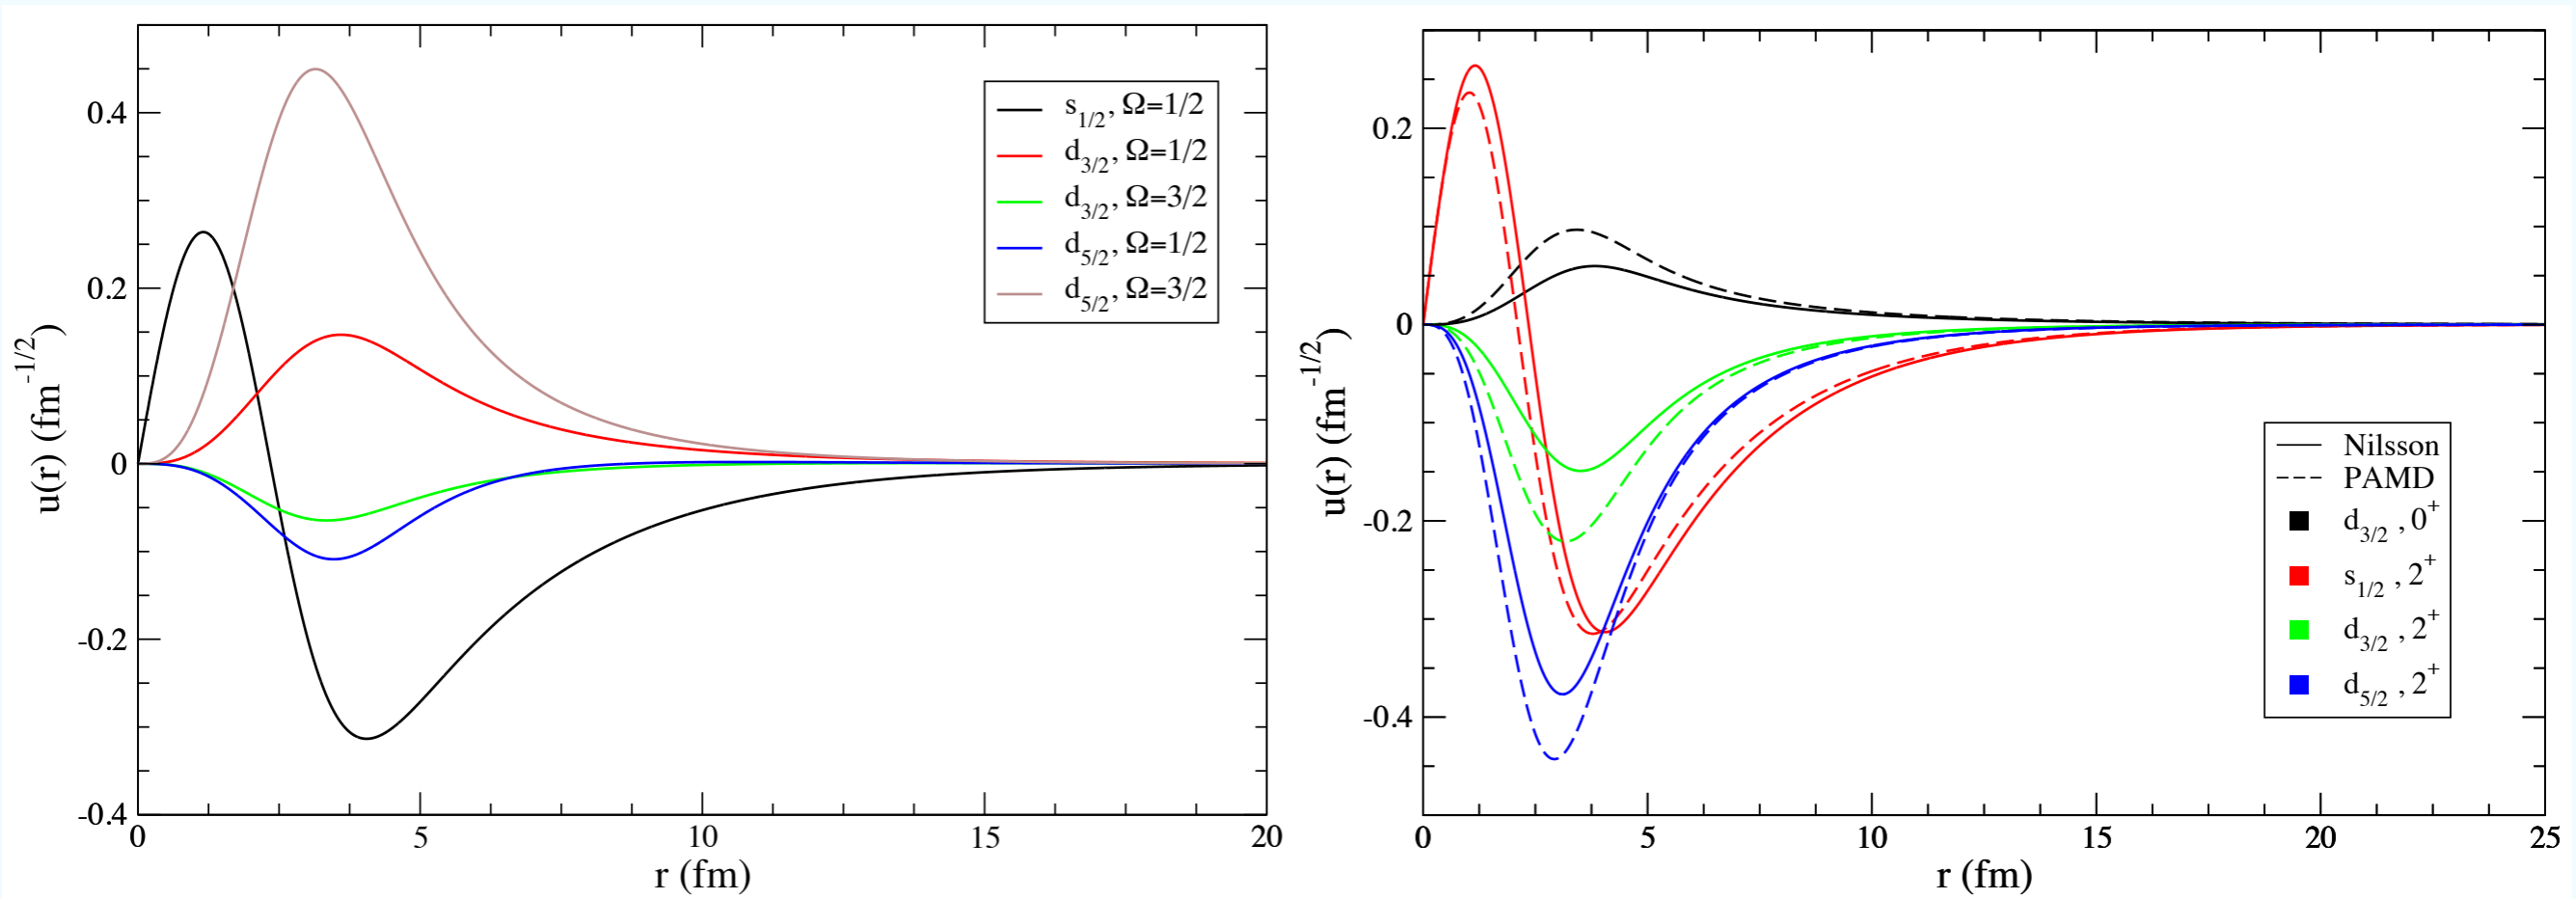 0.4
0.2
0
-0.2
-0.4
u(r) (fm^-1/2)
0 5 10 15 20
r (fm)
s1/2, Ω=1/2
d3/2, Ω=1/2
d3/2, Ω=3/2
d5/2, Ω=1/2
d5/2, Ω=3/2
0.2
0
-0.2
-0.4
u(r) (fm^-1/2)
0 5 10 15 20 25
r (fm)
Nilsson
PAMD
d3/2 , 0+
s1/2 , 2+
d3/2 , 2+
d5/2 , 2+